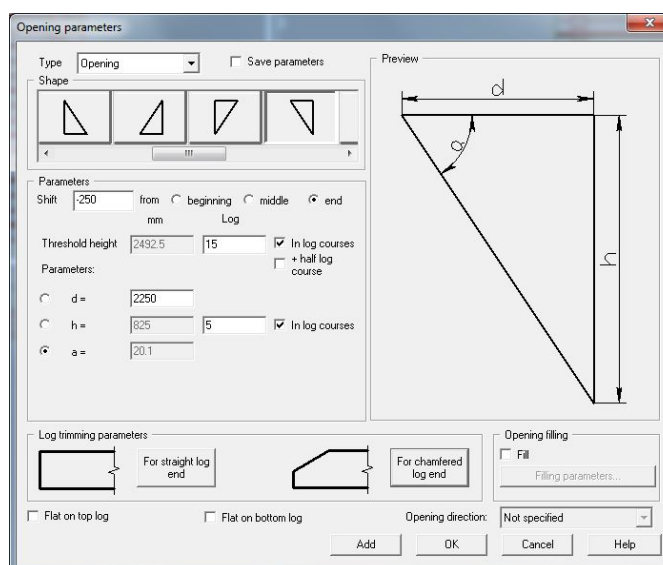 Opening parameters
Type Opening Save parameters
Shape
Preview
d
a
h
Parameters
Shift -250 from beginning middle end
mm Log
Threshold height 2492.5 15 In log courses
+ half log
course
Parameters:
d = 2250
h = 825 5 In log courses
a = 20.1
Log trimming parameters
For straight log
end
For chamfered
log end
Opening filling
Fill
Filling parameters...
Flat on top log Flat on bottom log Opening direction: Not specified
Add OK Cancel Help